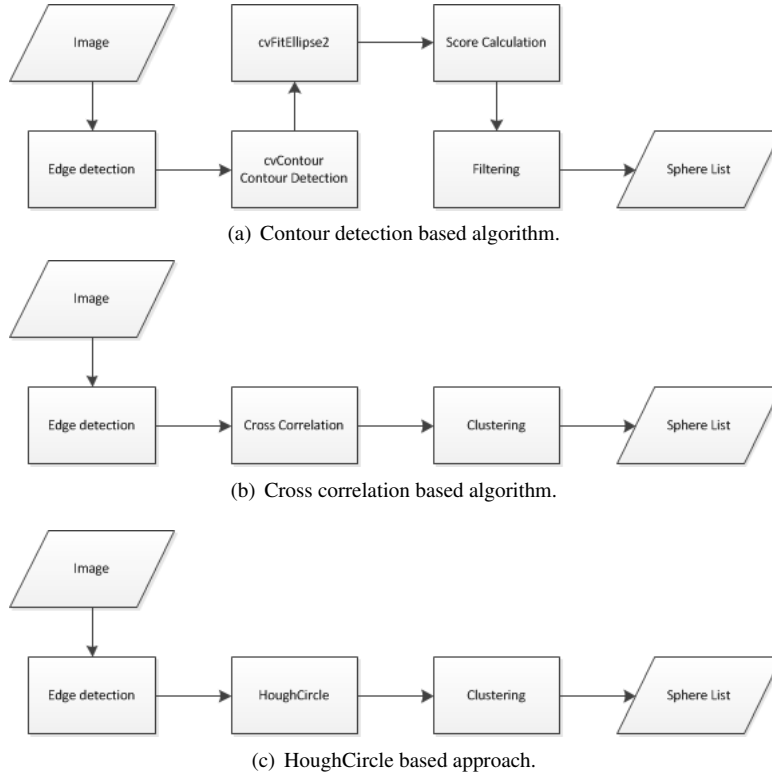 Image
cvFitEllipse2
Score Calculation
Edge detection
cvContour
Contour Detection
Filtering
Sphere List
(a) Contour detection based algorithm.
Image
Edge detection
Cross Correlation
Clustering
Sphere List
(b) Cross correlation based algorithm.
Image
Edge detection
HoughCircle
Clustering
Sphere List
(c) HoughCircle based approach.